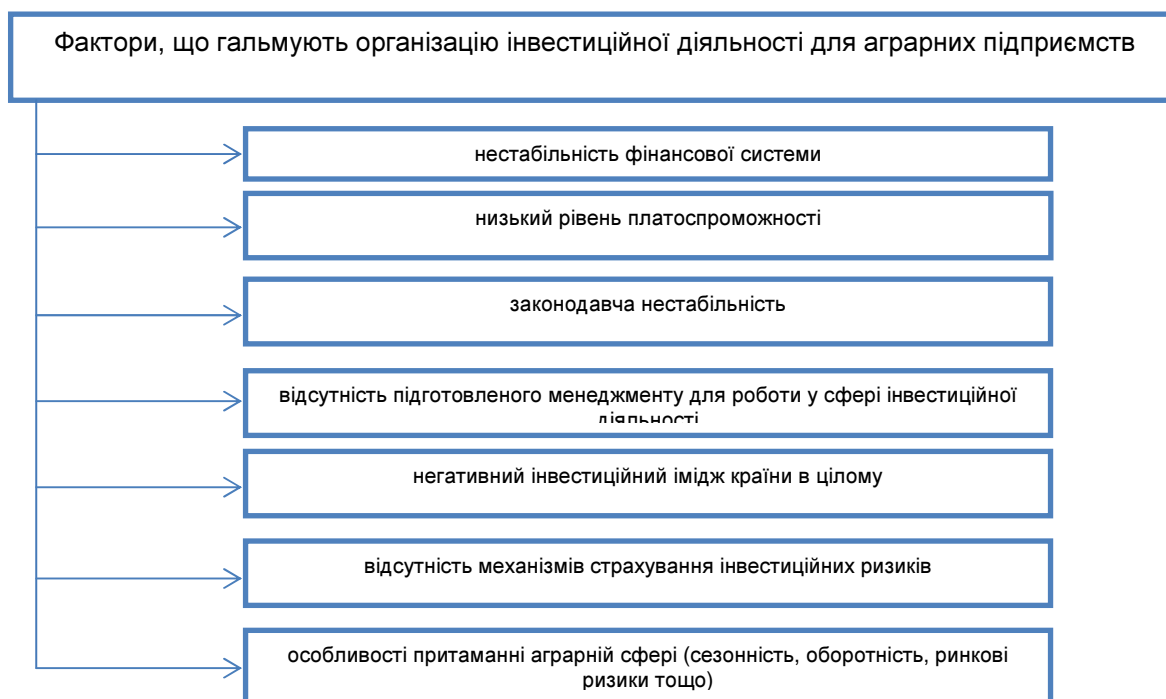 Фактори, що гальмують організацію інвестиційної діяльності для аграрних підприємств
нестабільність фінансової системи
низький рівень платоспроможності
законодавча нестабільність
відсутність підготовленого менеджменту для роботи у сфері інвестиційної
діяльності
негативний інвестиційний імідж країни в цілому
відсутність механізмів страхування інвестиційних ризиків
особливості притаманні аграрній сфері (сезонність, оборотність, ринкові
ризики тощо)